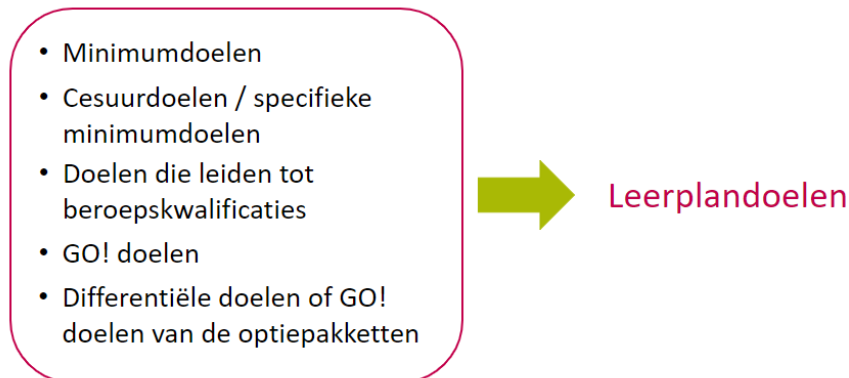 • Minimumdoelen
• Cesuurdoelen / specifieke
minimumdoelen
• Doelen die leiden tot
beroepskwalificaties
• GO! doelen
• Differentiële doelen of GO!
doelen van de optiepakketten
Leerplandoelen